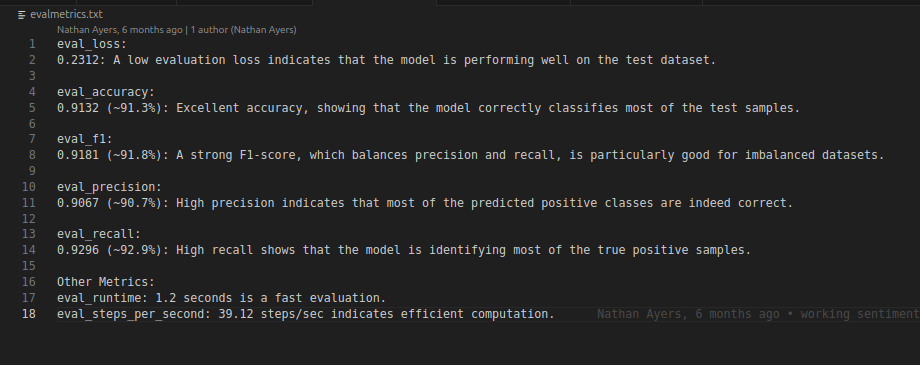 evalmetrics.txt
Nathan Ayers, 6 months ago | 1 author (Nathan Ayers)
1 eval_loss:
2 0.2312: A low evaluation loss indicates that the model is performing well on the test dataset.
3
4 eval_accuracy:
5 0.9132 (~91.3%): Excellent accuracy, showing that the model correctly classifies most of the test samples.
6
7 eval_f1:
8 0.9181 (~91.8%): A strong F1-score, which balances precision and recall, is particularly good for imbalanced datasets.
9
10 eval_precision:
11 0.9067 (~90.7%): High precision indicates that most of the predicted positive classes are indeed correct.
12
13 eval_recall:
14 0.9296 (~92.9%): High recall shows that the model is identifying most of the true positive samples.
15
16 Other Metrics:
17 eval_runtime: 1.2 seconds is a fast evaluation.
18 eval_steps_per_second: 39.12 steps/sec indicates efficient computation. Nathan Ayers, 6 months ago • working sentiment